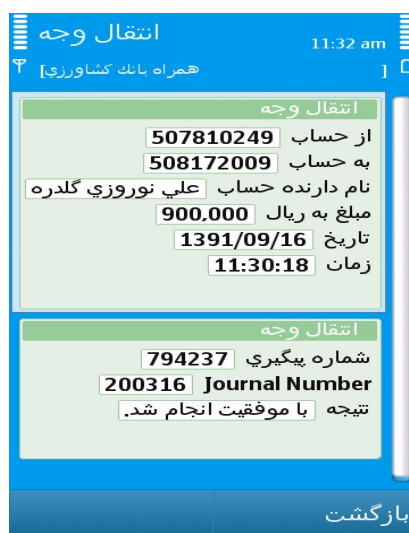 انتقال وجه
11:32 am
همراه بانك كشاورزي]
]
انتقال وجه
از حساب 507810249
به حساب 508172009
نام دارنده حساب علي نوروزي گلدره
مبلغ به ريال 900,000
تاريخ 1391/09/16
زمان 11:30:18
انتقال وجه
شماره پيگيري 794237
200316 Journal Number
نتيجه با موفقيت انجام شد.
بازگشت